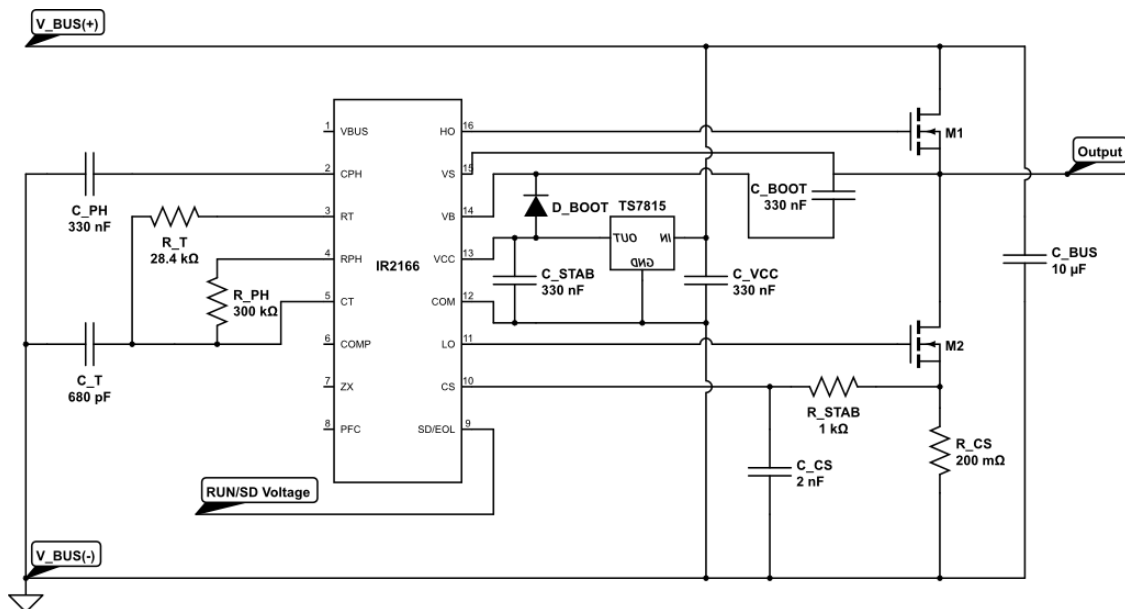 V_BUS(+)
1
VBUS
HO
16
M1
2
CPH
VS
15
Output
C_PH
330 nF
C_BOOT
330 nF
3
RT
VB
14
D_BOOT
TS7815
R_T
28.4 kΩ
OUT
IN
GND
4
RPH
IR2166
VCC
13
R_PH
300 kΩ
C_STAB
330 nF
C_VCC
330 nF
C_BUS
10 µF
5
CT
COM
12
6
COMP
LO
11
M2
C_T
680 pF
7
ZX
CS
10
R_STAB
1 kΩ
8
PFC
SD/EOL
9
R_CS
200 mΩ
C_CS
2 nF
RUN/SD Voltage
V_BUS(-)